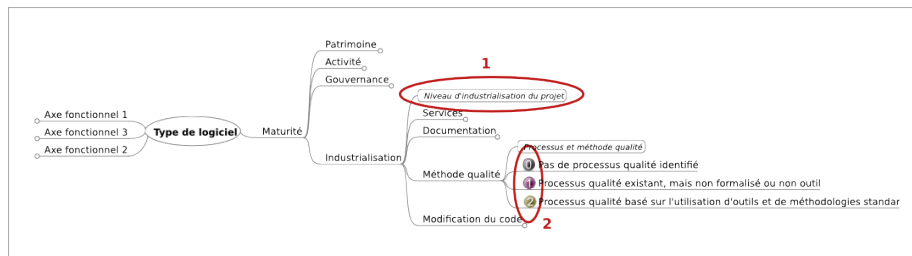 Patrimoine
Activité
Gouvernance
1
Niveau d'industrialisation du projet
Axe fonctionnel 1
Services
Axe fonctionnel 3
Type de logiciel
Maturité
Documentation
Axe fonctionnel 2
Processus et méthode qualité
Industrialisation
0 Pas de processus qualité identifié
Méthode qualité
1 Processus qualité existant, mais non formalisé ou non outil
2 Processus qualité basé sur l'utilisation d'outils et de méthodologies standar
Modification du code
2